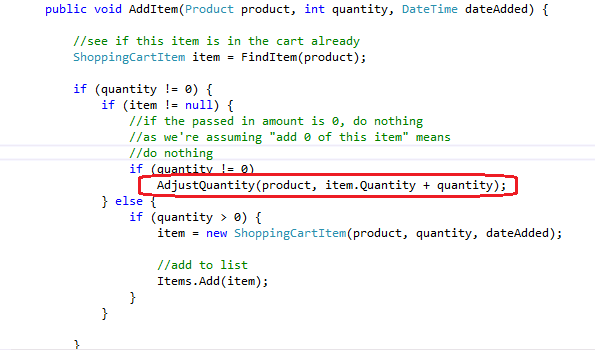 public void AddItem(Product product, int quantity, DateTime dateAdded) {
//see if this item is in the cart already
ShoppingCartItem item = FindItem(product);
if (quantity != 0) {
if (item != null) {
//if the passed in amount is 0, do nothing
//as we're assuming "add 0 of this item" means
//do nothing
if (quantity != 0)
AdjustQuantity(product, item.Quantity + quantity);
} else {
if (quantity > 0) {
item = new ShoppingCartItem(product, quantity, dateAdded);
//add to list
Items.Add(item);
}
}
}